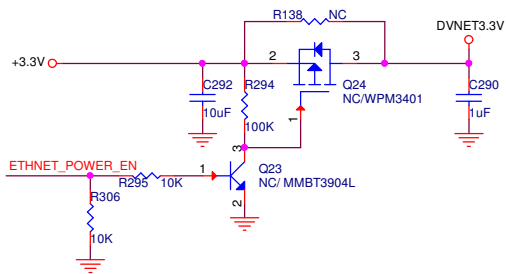 R138 NC
DVNET3.3V
+3.3V
2 3
C292
10uF
R294
100K
Q24
NC/WPM3401
C290
1uF
1
3
ETHNET_POWER_EN
R295 10K
1
Q23
NC/ MMBT3904L
2
R306
10K